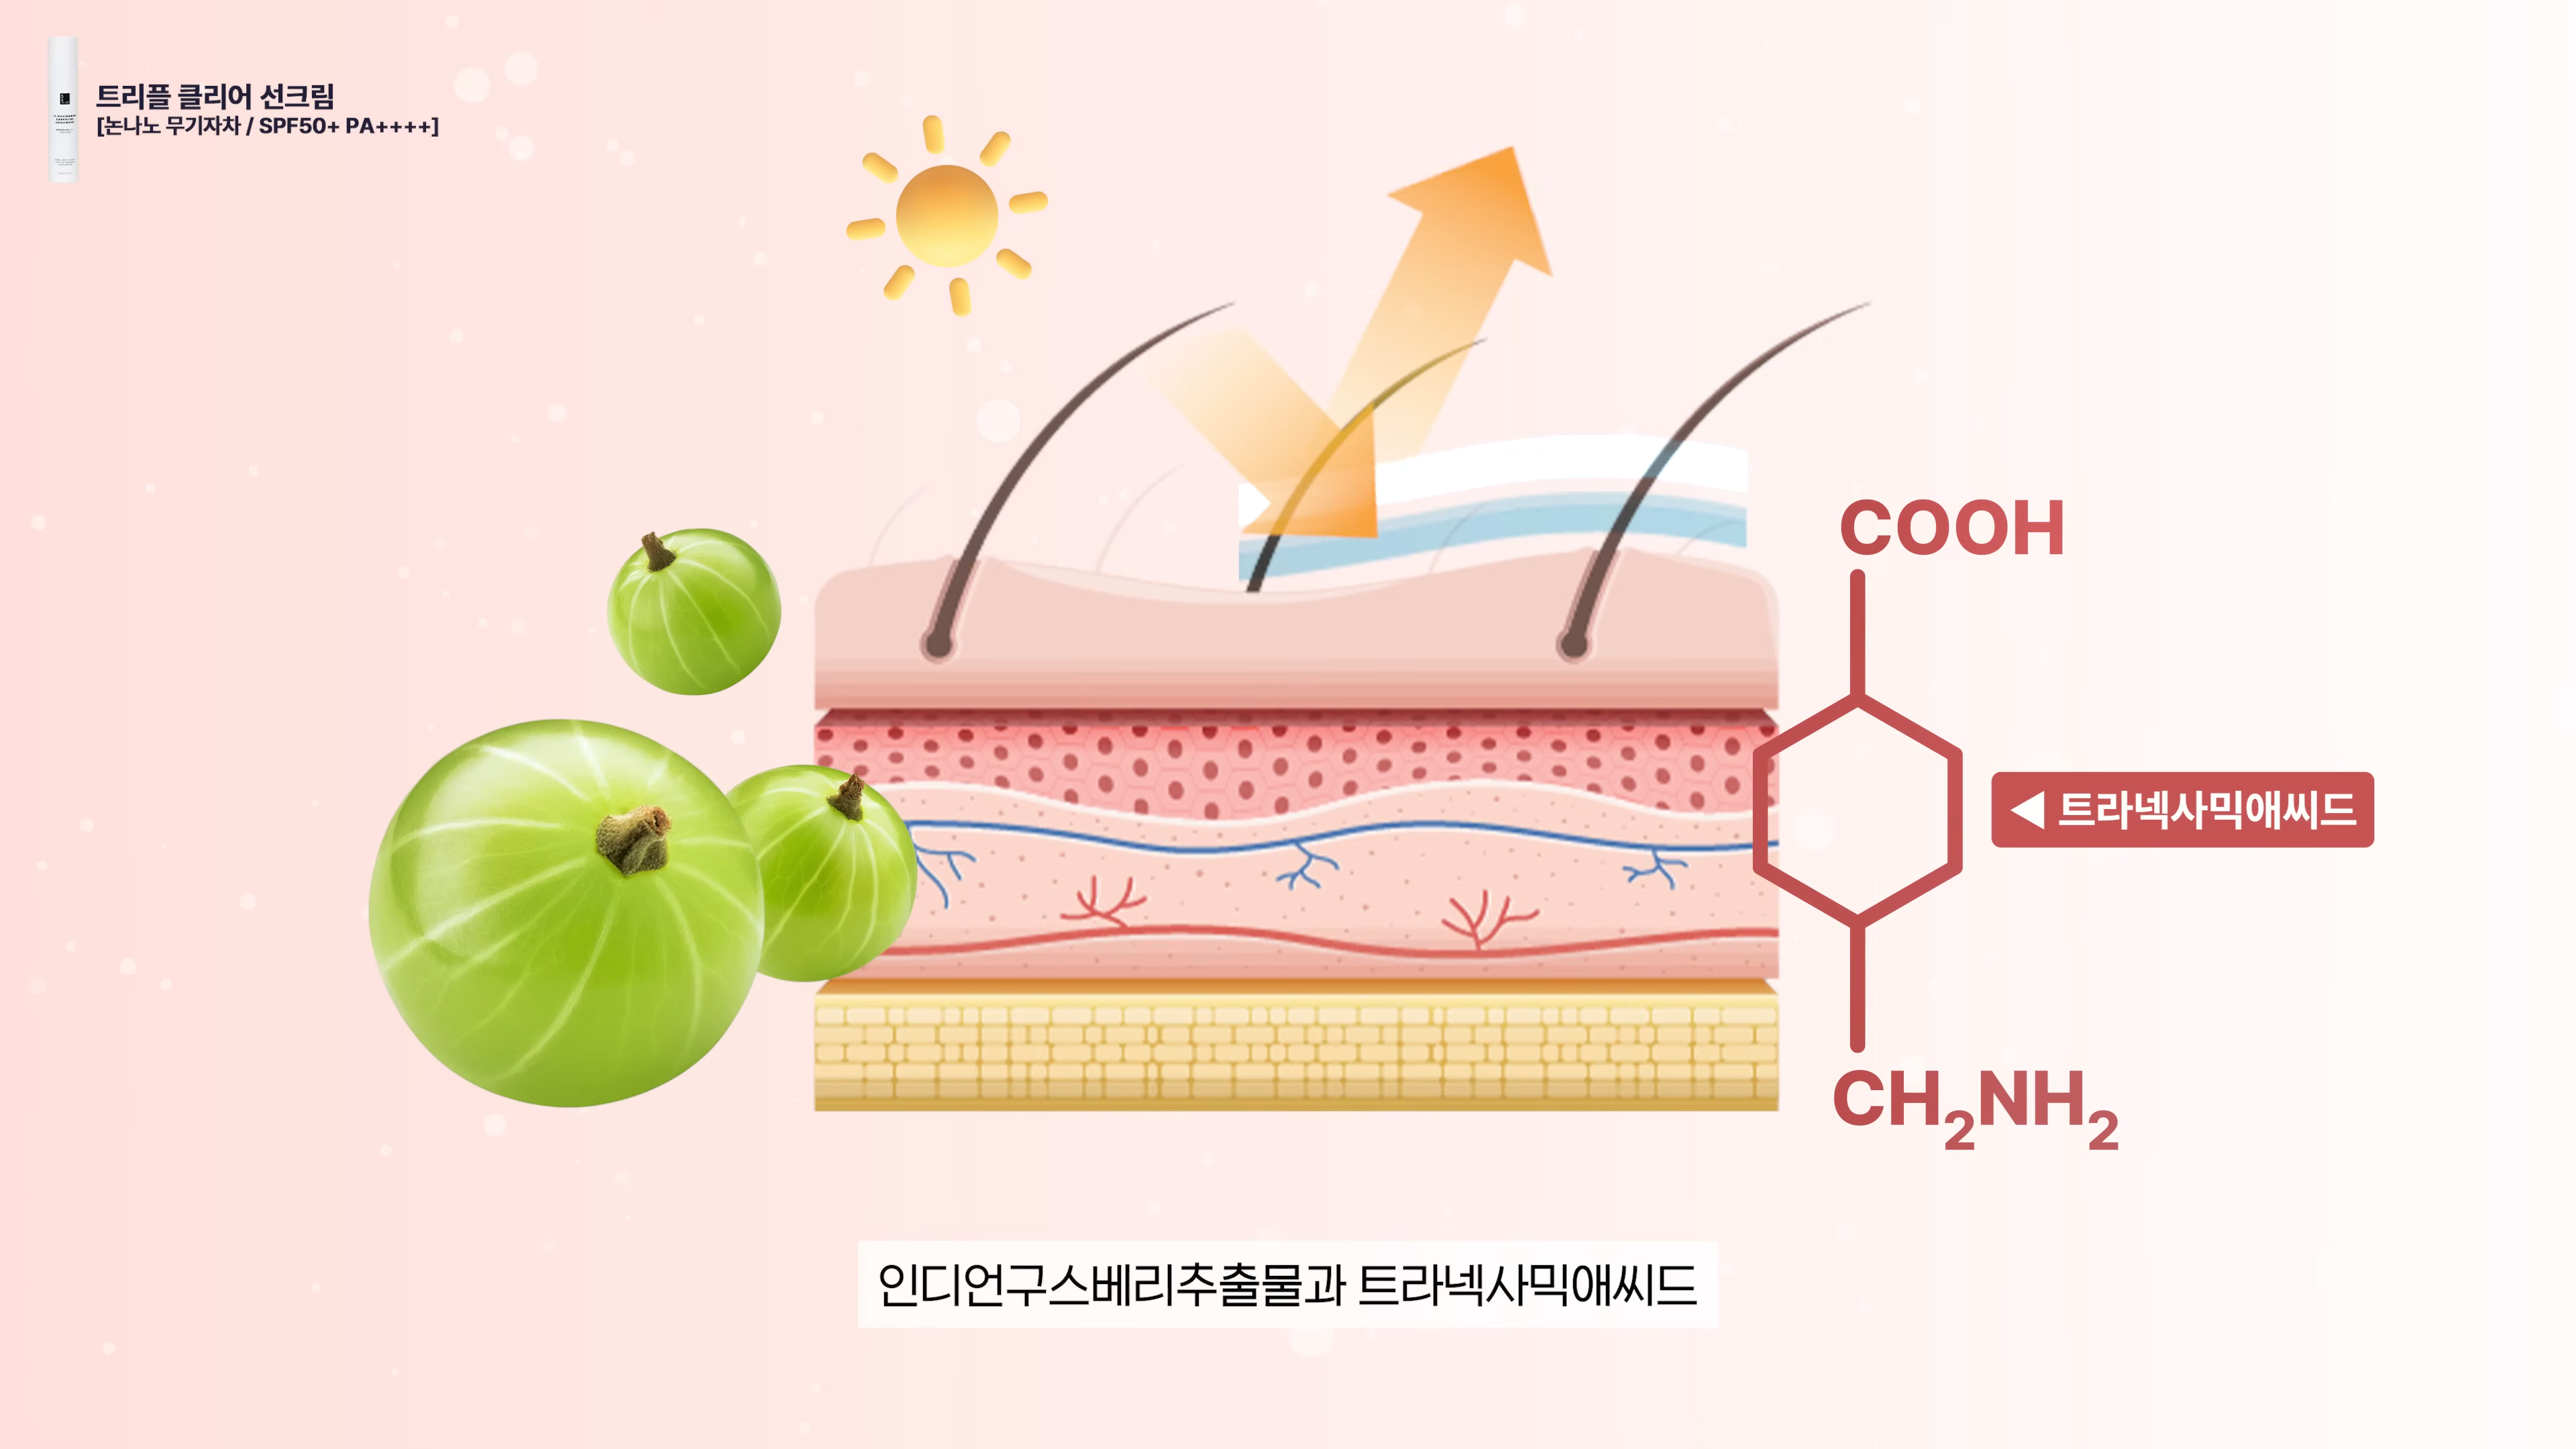 트리플 클리어 선크림
[논나노 무기자차 / SPF50+ PA++++]
COOH
◀ 트라넥사믹애씨드
CH₂NH₂
인디언구스베리추출물과 트라넥사믹애씨드